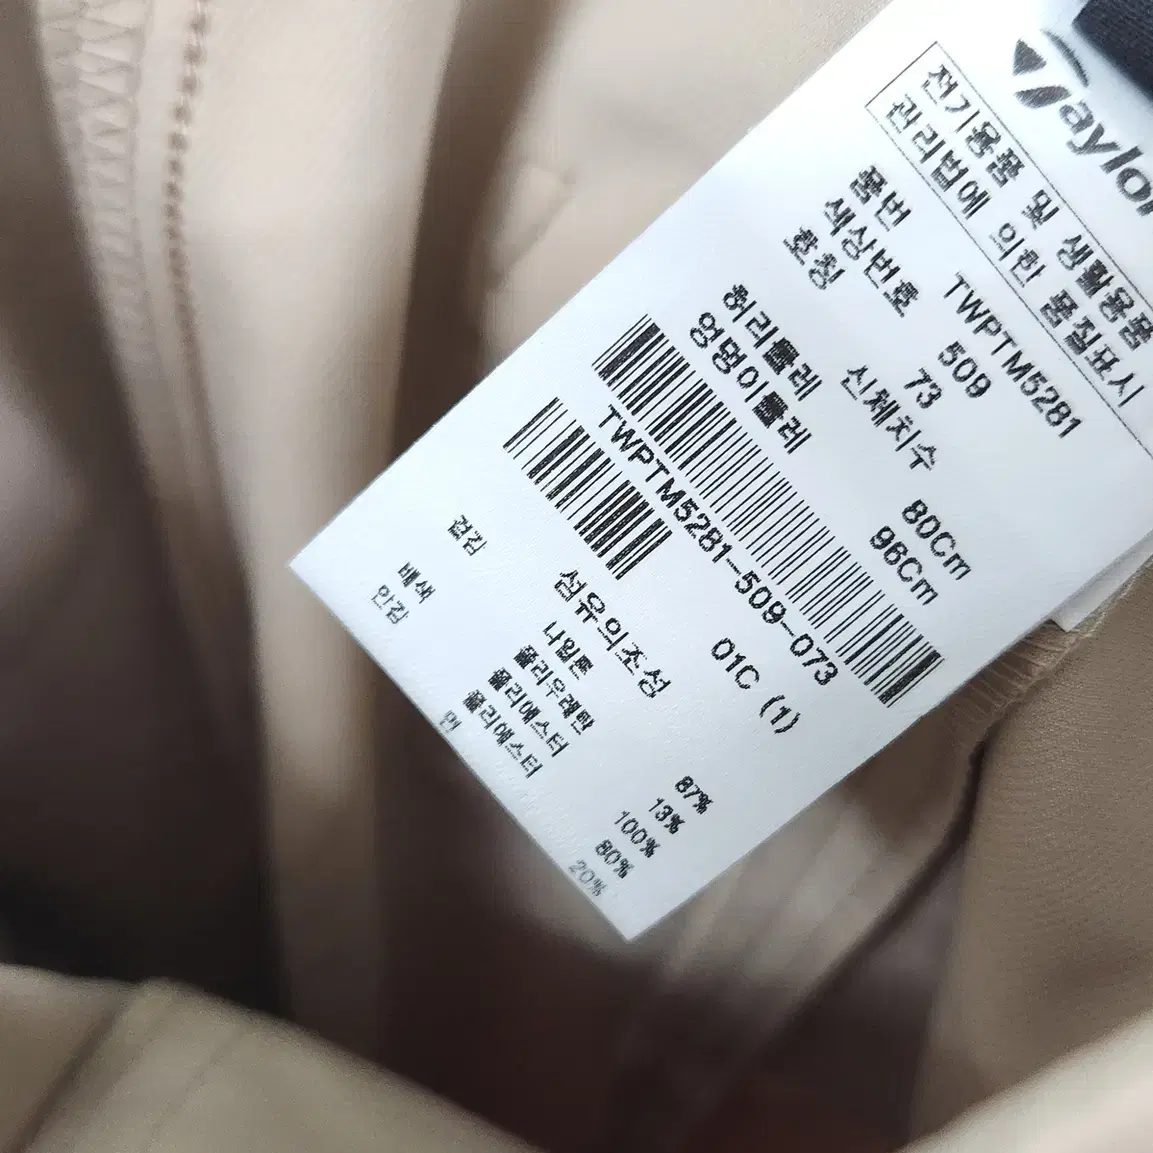 Taylor
전기용품 및 생활용품
관리법에 의한 품질표시
품번 TWPTM5281
색상번호 509
호칭 73
신체치수
허리둘레 80Cm
엉덩이둘레 96Cm
TWPTM5281-509-073
01C (1)
섬유의조성
겉감 나일론 87%
폴리우레탄 13%
배색 폴리에스터 100%
안감 폴리에스터 80%
면 20%